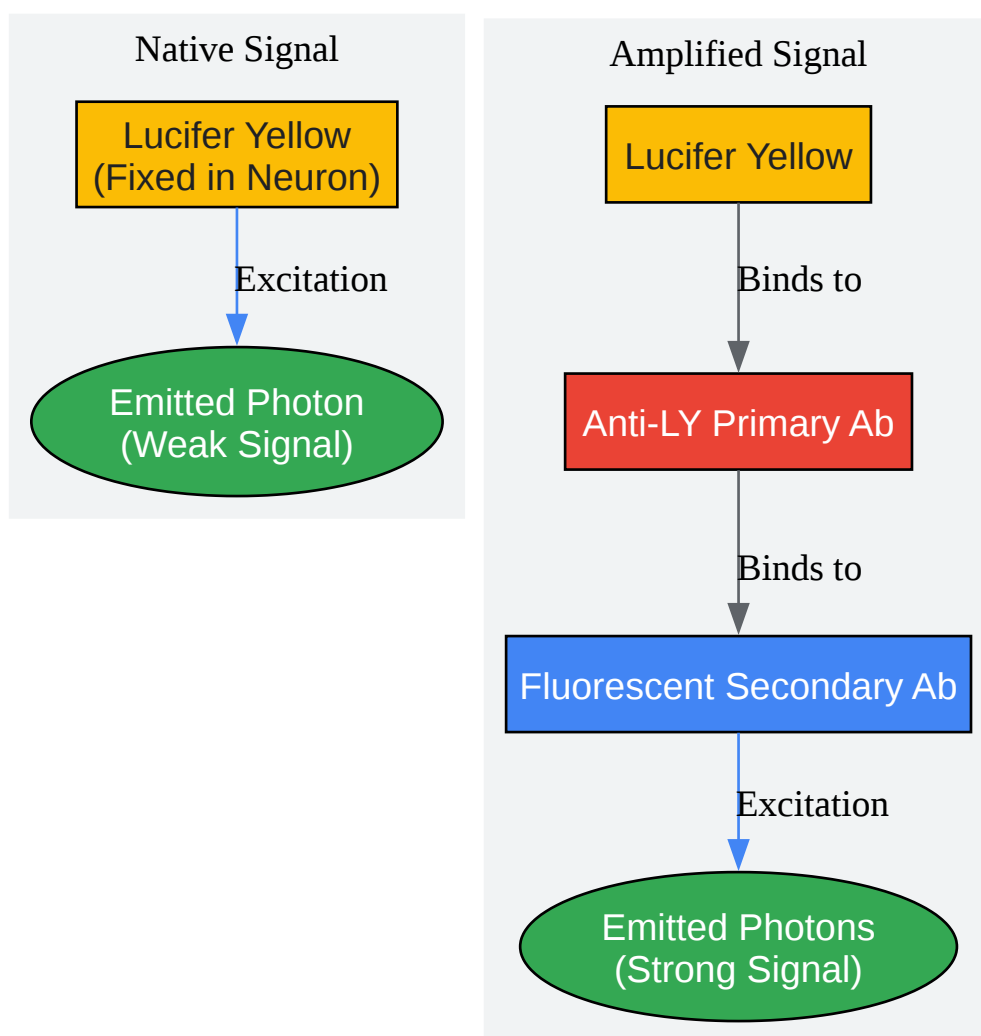 Native Signal
Lucifer Yellow
(Fixed in Neuron)
Excitation
Emitted Photon
(Weak Signal)
Amplified Signal
Lucifer Yellow
Binds to
Anti-LY Primary Ab
Binds to
Fluorescent Secondary Ab
Excitation
Emitted Photons
(Strong Signal)